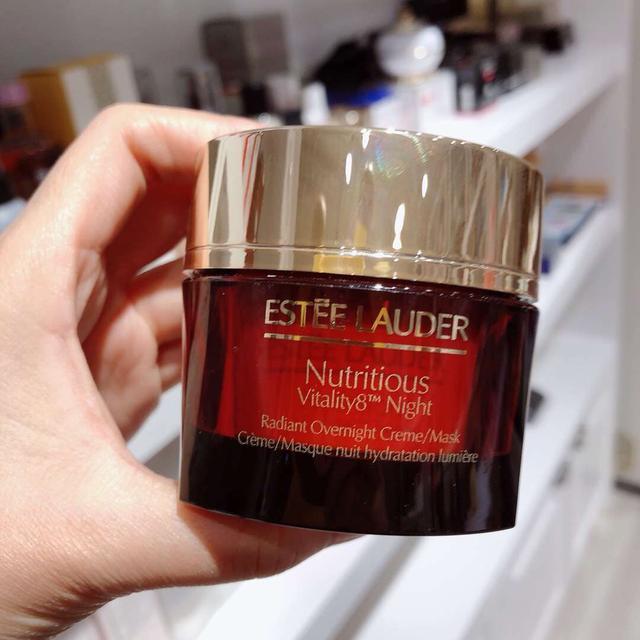 ESTĒE LAUDER
Nutritious
Vitality8™ Night
Radiant Overnight Creme/Mask
Crème/Masque nuit hydratation lumière